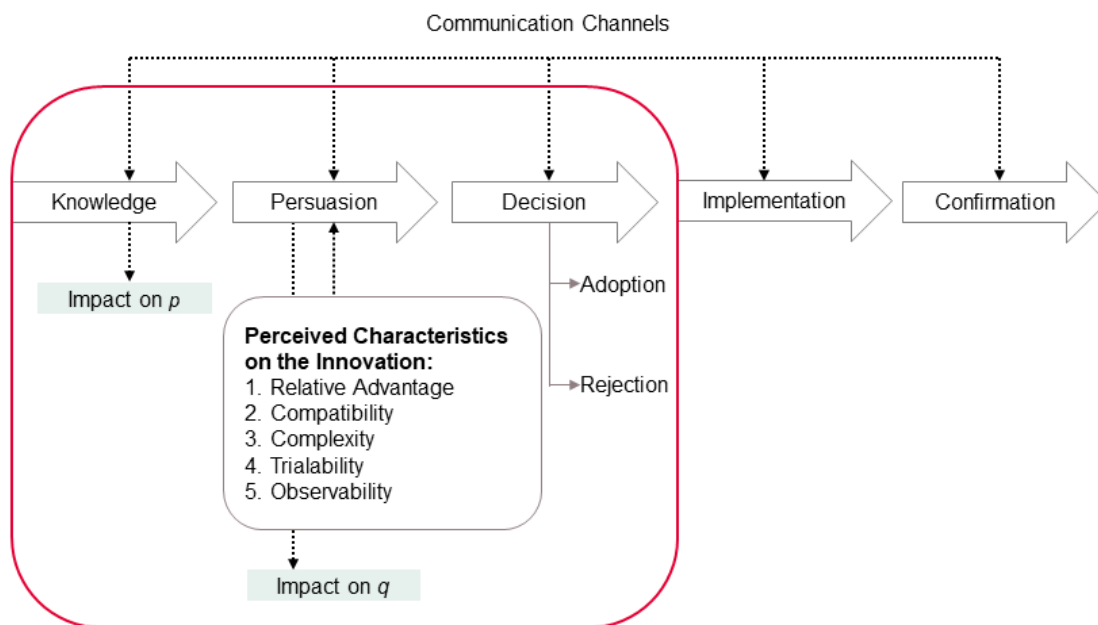 Communication Channels
Knowledge
Persuasion
Decision
Implementation
Confirmation
Impact on p
Adoption
Rejection
Perceived Characteristics
on the Innovation:
1. Relative Advantage
2. Compatibility
3. Complexity
4. Trialability
5. Observability
Impact on q